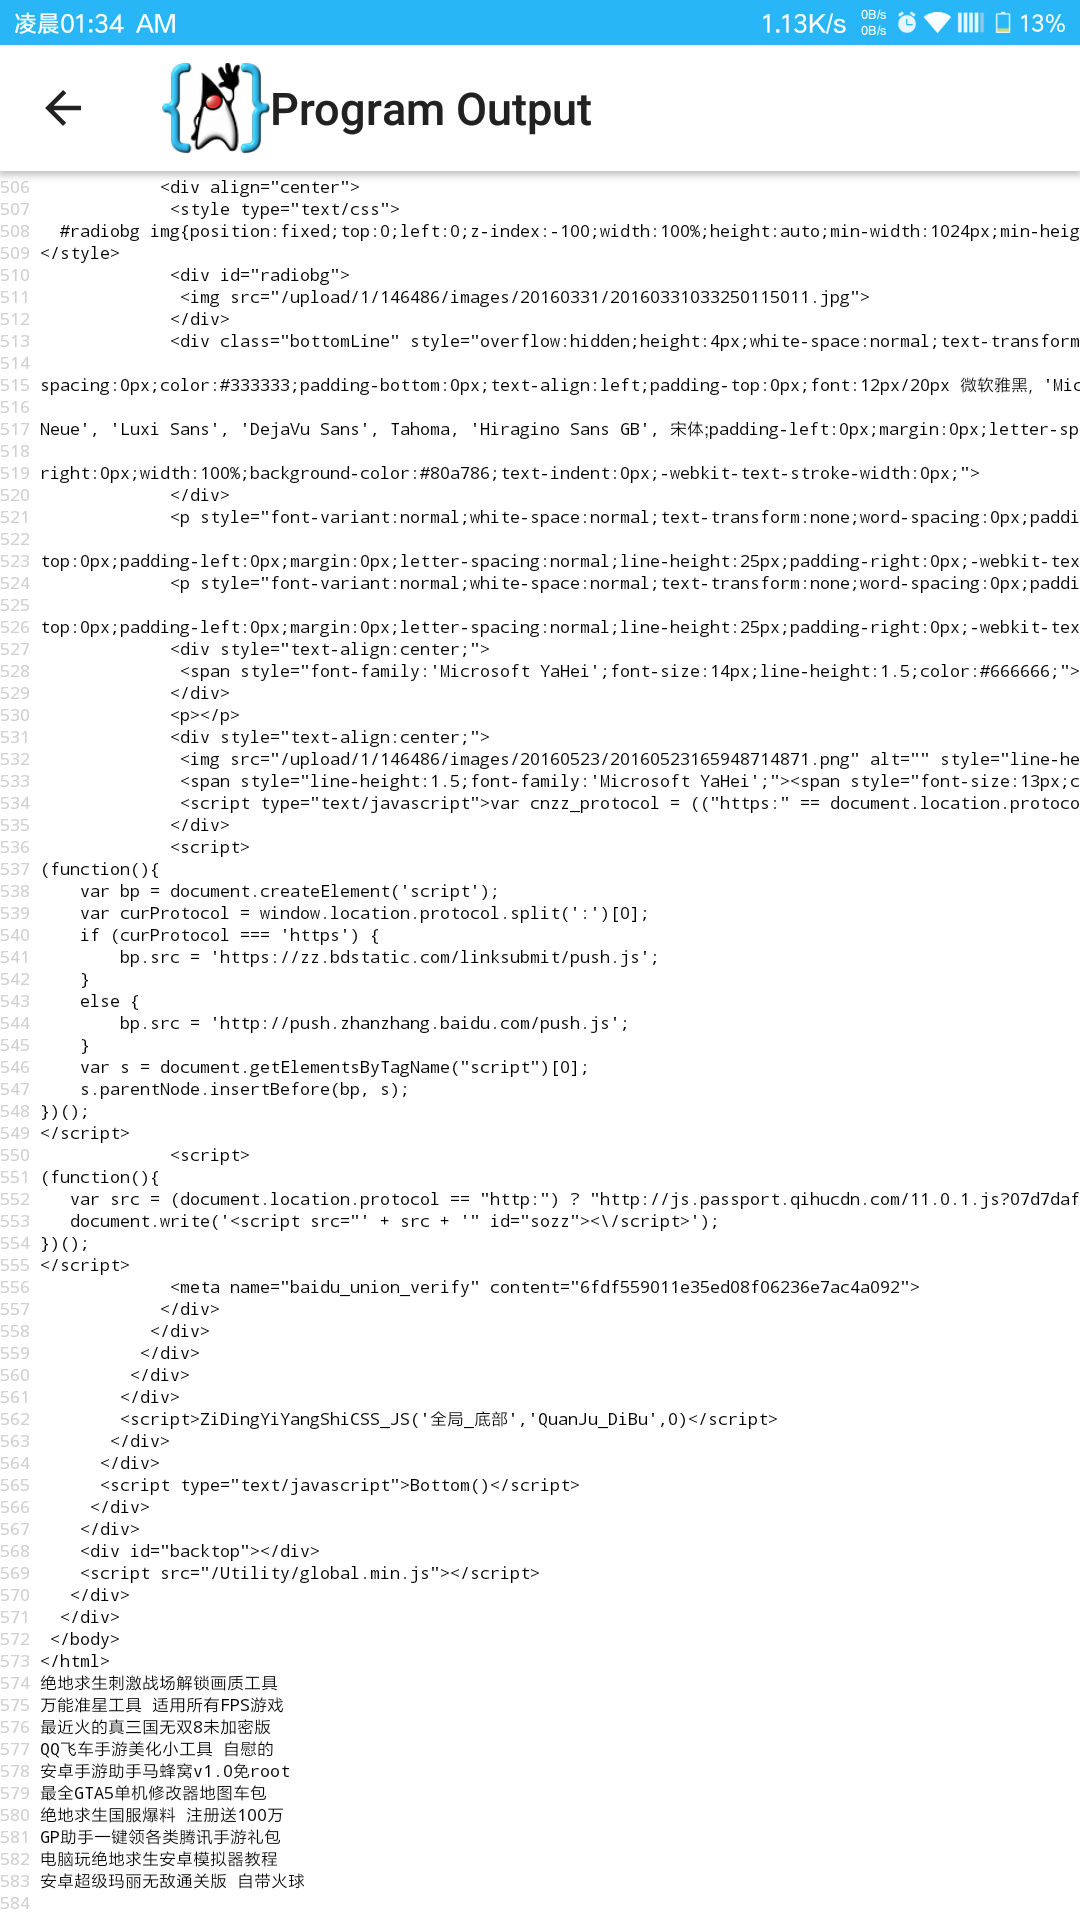 凌晨01:34 AM
1.13K/s 0B/s 0B/s 13%
Program Output
506 <div align="center">
507 <style type="text/css">
508 #radiobg img{position:fixed;top:0;left:0;z-index:-100;width:100%;height:auto;min-width:1024px;min-heig
509 </style>
510 <div id="radiobg">
511 <img src="/upload/1/146486/images/20160331/20160331033250115011.jpg">
512 </div>
513 <div class="bottomLine" style="overflow:hidden;height:4px;white-space:normal;text-transform
514
515 spacing:0px;color:#333333;padding-bottom:0px;text-align:left;padding-top:0px;font:12px/20px 微软雅黑, 'Mic
516
517 Neue', 'Luxi Sans', 'DejaVu Sans', Tahoma, 'Hiragino Sans GB', 宋体;padding-left:0px;margin:0px;letter-sp
518
519 right:0px;width:100%;background-color:#80a786;text-indent:0px;-webkit-text-stroke-width:0px;">
520 </div>
521 <p style="font-variant:normal;white-space:normal;text-transform:none;word-spacing:0px;paddi
522
523 top:0px;padding-left:0px;margin:0px;letter-spacing:normal;line-height:25px;padding-right:0px;-webkit-tex
524 <p style="font-variant:normal;white-space:normal;text-transform:none;word-spacing:0px;paddi
525
526 top:0px;padding-left:0px;margin:0px;letter-spacing:normal;line-height:25px;padding-right:0px;-webkit-tex
527 <div style="text-align:center;">
528 <span style="font-family:'Microsoft YaHei';font-size:14px;line-height:1.5;color:#666666;">
529 </div>
530 <p></p>
531 <div style="text-align:center;">
532 <img src="/upload/1/146486/images/20160523/20160523165948714871.png" alt="" style="line-he
533 <span style="line-height:1.5;font-family:'Microsoft YaHei';"><span style="font-size:13px;c
534 <script type="text/javascript">var cnzz_protocol = (("https:" == document.location.protoco
535 </div>
536 <script>
537 (function(){
538 var bp = document.createElement('script');
539 var curProtocol = window.location.protocol.split(':')[0];
540 if (curProtocol === 'https') {
541 bp.src = 'https://zz.bdstatic.com/linksubmit/push.js';
542 }
543 else {
544 bp.src = 'http://push.zhanzhang.baidu.com/push.js';
545 }
546 var s = document.getElementsByTagName("script")[0];
547 s.parentNode.insertBefore(bp, s);
548 })();
549 </script>
550 <script>
551 (function(){
552 var src = (document.location.protocol == "http:") ? "http://js.passport.qihucdn.com/11.0.1.js?07d7daf
553 document.write('<script src="' + src + '" id="sozz"><\/script>');
554 })();
555 </script>
556 <meta name="baidu_union_verify" content="6fdf559011e35ed08f06236e7ac4a092">
557 </div>
558 </div>
559 </div>
560 </div>
561 </div>
562 <script>ZiDingYiYangShiCSS_JS('全局_底部','QuanJu_DiBu',0)</script>
563 </div>
564 </div>
565 <script type="text/javascript">Bottom()</script>
566 </div>
567 </div>
568 <div id="backtop"></div>
569 <script src="/Utility/global.min.js"></script>
570 </div>
571 </div>
572 </body>
573 </html>
574 绝地求生刺激战场解锁画质工具
575 万能准星工具 适用所有FPS游戏
576 最近火的真三国无双8未加密版
577 QQ飞车手游美化小工具 自慰的
578 安卓手游助手马蜂窝v1.0免root
579 最全GTA5单机修改器地图车包
580 绝地求生国服爆料 注册送100万
581 GP助手一键领各类腾讯手游礼包
582 电脑玩绝地求生安卓模拟器教程
583 安卓超级玛丽无敌通关版 自带火球
584